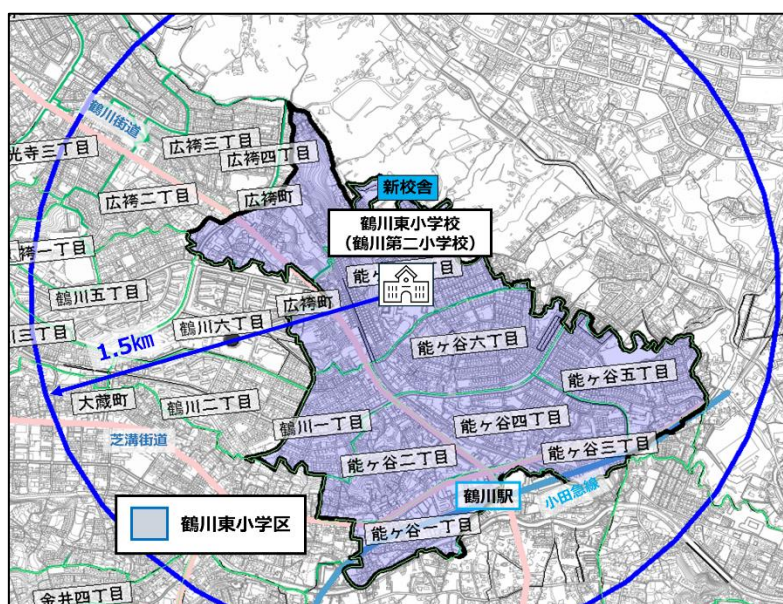 鶴川街道
広袴三丁目
光寺三丁目
広袴四丁目
広袴二丁目
広袴町
新校舎
鶴川東小学校
（鶴川第二小学校）
袴一丁目
能ヶ
丁目
鶴川五丁目
広袴町
川三丁目
鶴川六丁目
1.5km
能ヶ谷六丁目
能ヶ谷五丁目
大蔵町
鶴川二丁目
鶴川一丁目
能ヶ谷四丁目
芝溝街道
能ヶ谷二丁目
能ヶ谷三丁目
鶴川駅
小田急線
鶴川東小学区
能ヶ谷一丁目
金井四丁目